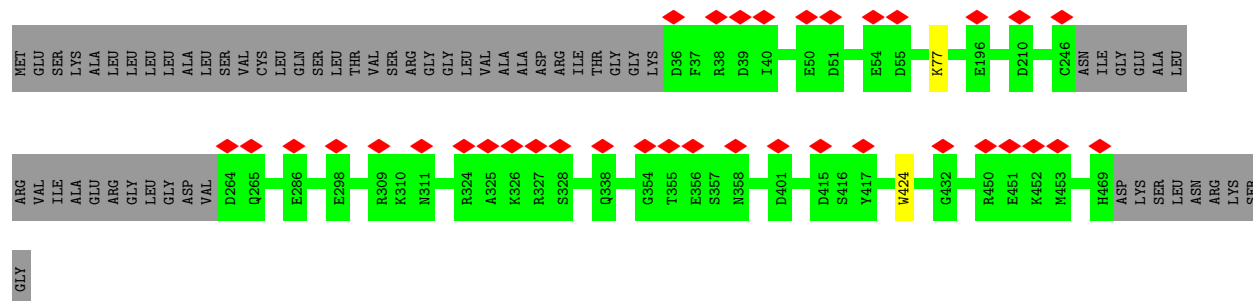 MET GLU SER LYS ALA LEU LEU LEU LEU ALA LEU SER VAL CYS LEU GLN SER LEU THR VAL SER ARG GLY GLY LEU VAL ALA ALA ASP ARG ILE THR GLY GLY LYS D36 F37 R38 D39 I40 E50 D51 E54 D55 K77 E196 D210 C246 ASN ILE GLY GLU ALA LEU
ARG VAL ILE ALA GLU ARG GLY LEU GLY ASP VAL D264 Q265 E286 E298 R309 K310 N311 R324 A325 K326 R327 S328 Q338 G354 T355 E356 S357 N358 D401 D415 S416 Y417 W424 G432 R450 E451 K452 M453 H469 ASP LYS SER LEU ASN ARG LYS SER
GLY